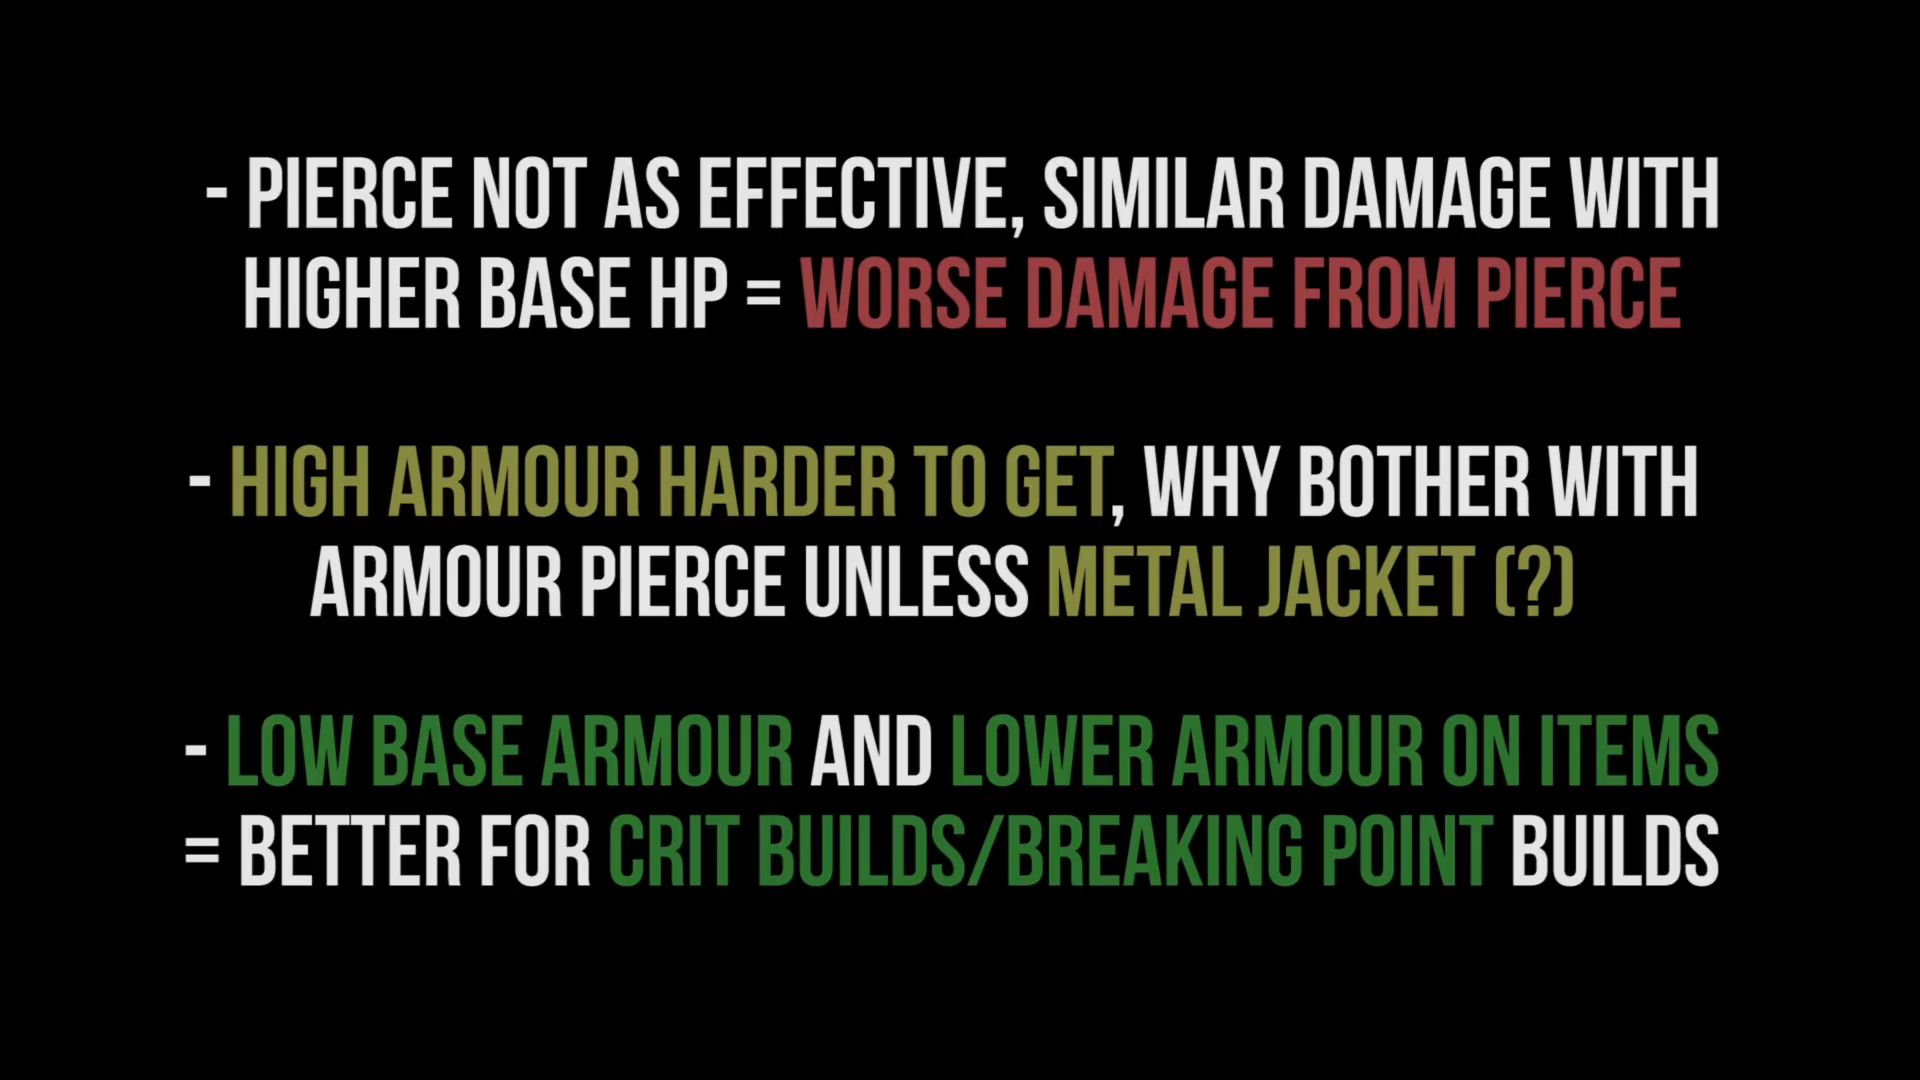 - PIERCE NOT AS EFFECTIVE, SIMILAR DAMAGE WITH
HIGHER BASE HP = WORSE DAMAGE FROM PIERCE
- HIGH ARMOUR HARDER TO GET, WHY BOTHER WITH
ARMOUR PIERCE UNLESS METAL JACKET (?)
- LOW BASE ARMOUR AND LOWER ARMOUR ON ITEMS
= BETTER FOR CRIT BUILDS/BREAKING POINT BUILDS